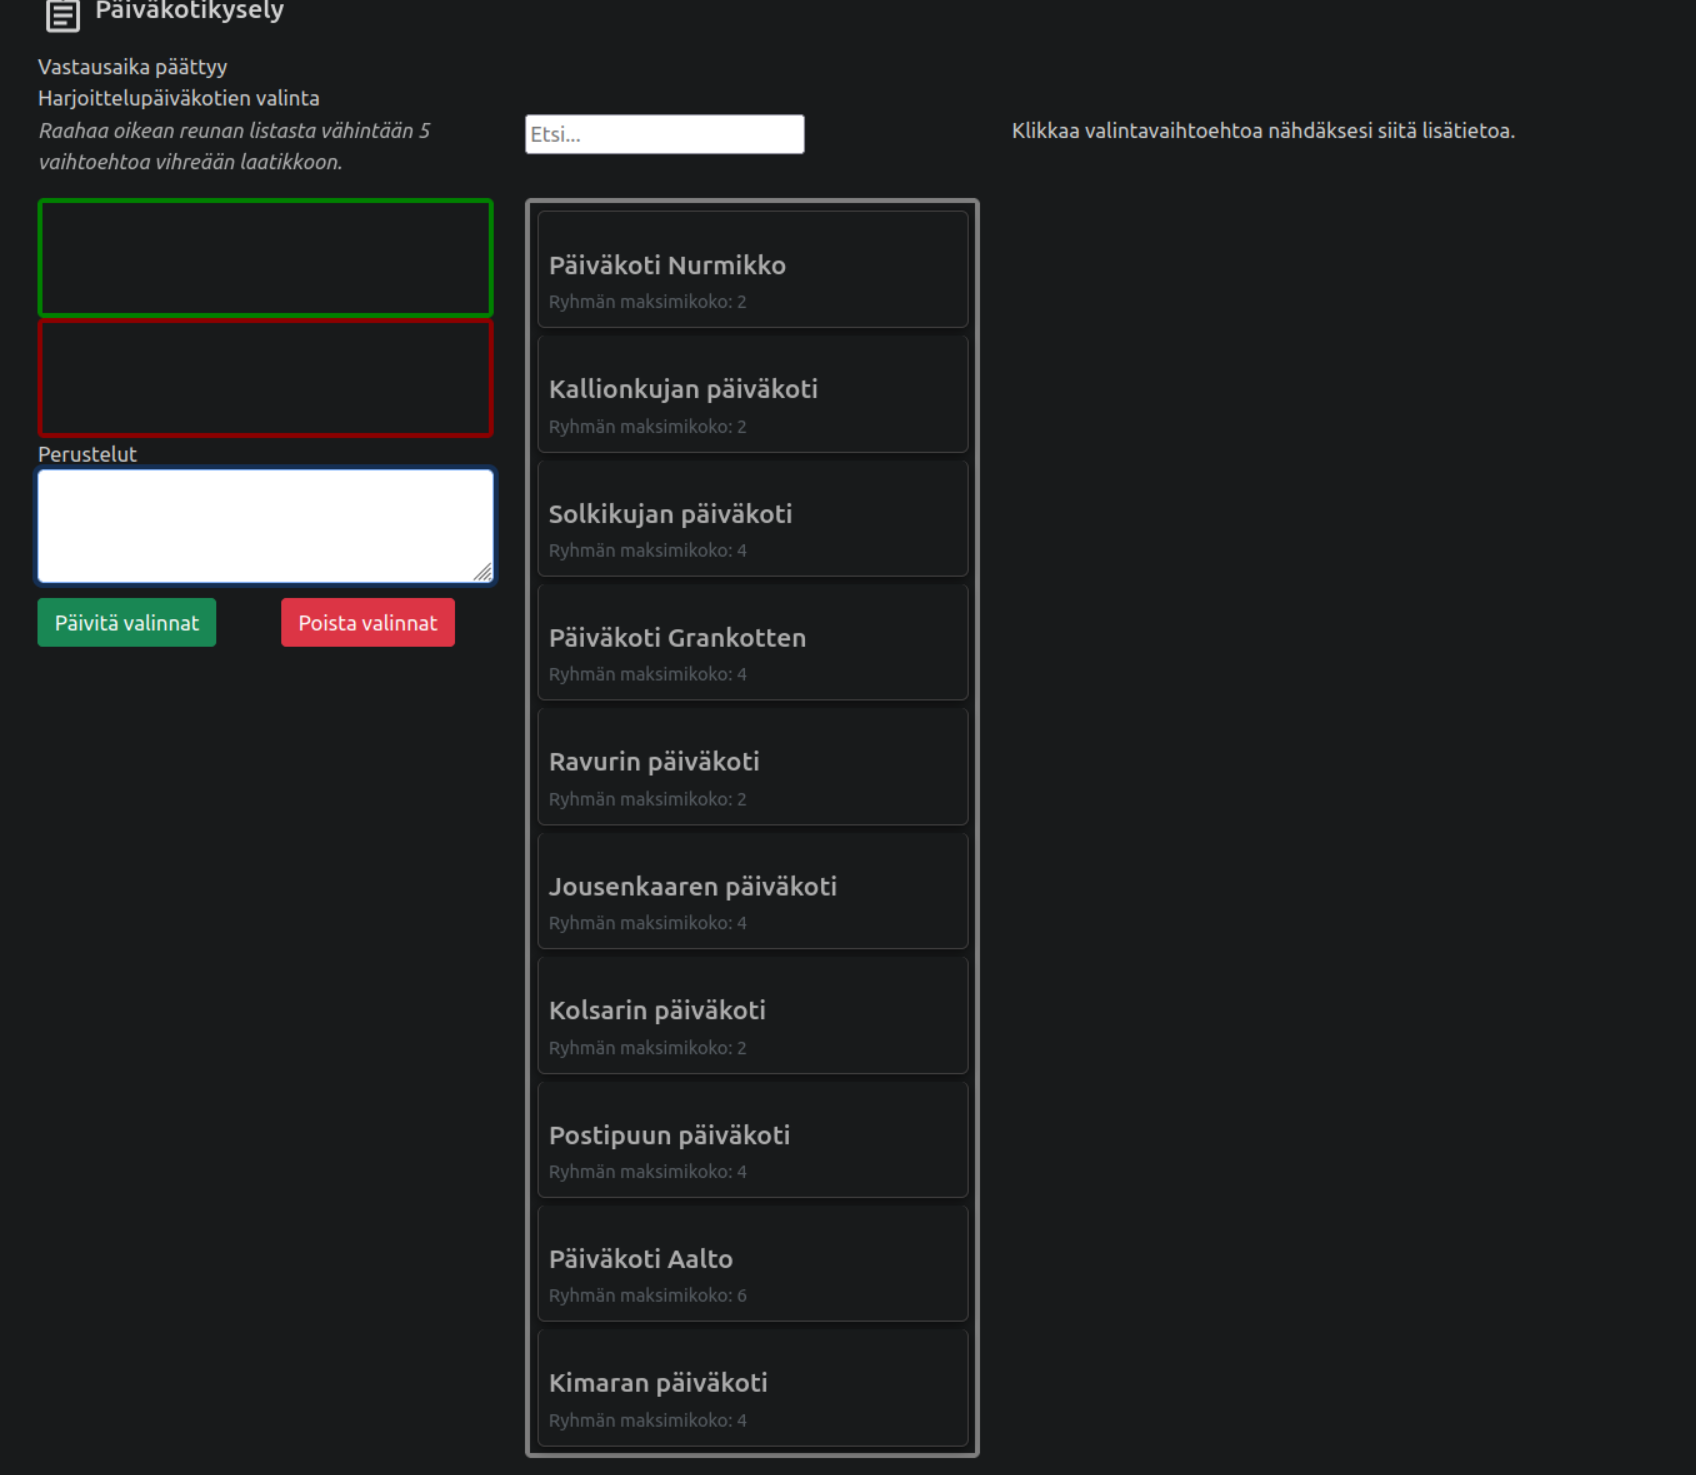 Päiväkotikysely
Vastausaika päättyy
Harjoittelupäiväkotien valinta
Raahaa oikean reunan listasta vähintään 5
vaihtoehtoa vihreään laatikkoon.
Perustelut
Päivitä valinnat
Poista valinnat
Etsi...
Päiväkoti Nurmikko
Ryhmän maksimikoko: 2
Kallionkujan päiväkoti
Ryhmän maksimikoko: 2
Solkikujan päiväkoti
Ryhmän maksimikoko: 4
Päiväkoti Grankotten
Ryhmän maksimikoko: 4
Ravurin päiväkoti
Ryhmän maksimikoko: 2
Jousenkaaren päiväkoti
Ryhmän maksimikoko: 4
Kolsarin päiväkoti
Ryhmän maksimikoko: 2
Postipuun päiväkoti
Ryhmän maksimikoko: 4
Päiväkoti Aalto
Ryhmän maksimikoko: 6
Kimaran päiväkoti
Ryhmän maksimikoko: 4
Klikkaa valintavaihtoehtoa nähdäksesi siitä lisätietoa.